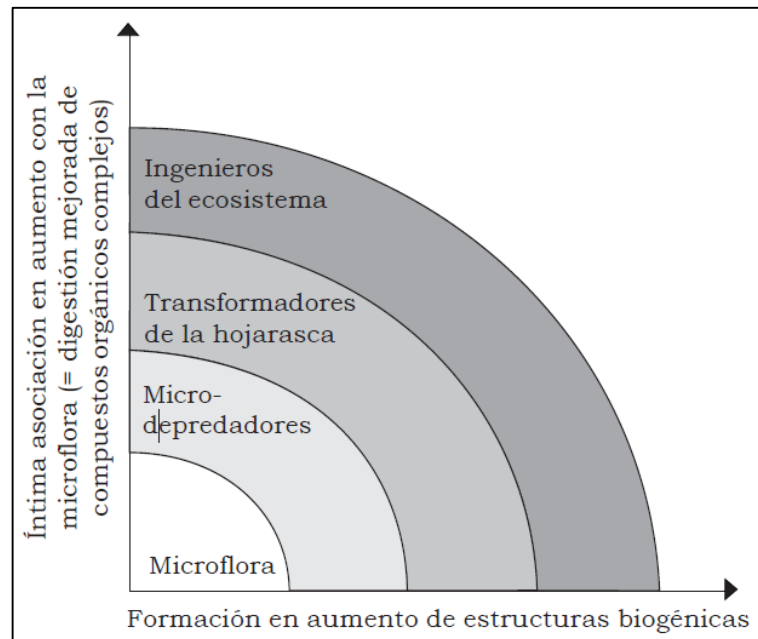 Íntima asociación en aumento con la
microflora (= digestión mejorada de
compuestos orgánicos complejos)
Ingenieros
del ecosistema
Transformadores
de la hojarasca
Micro-
depredadores
Microflora
Formación en aumento de estructuras biogénicas